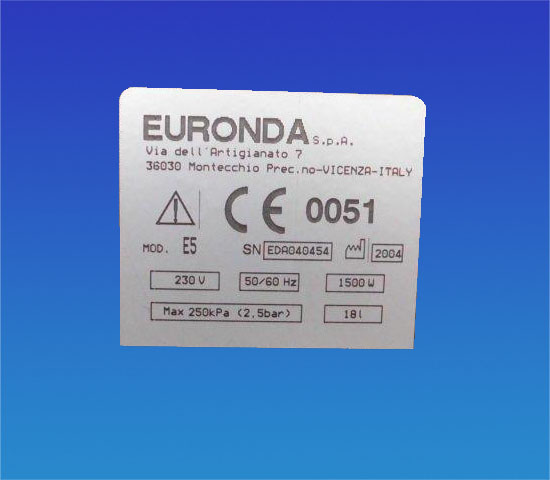 EURONDA S.p.A.
Via dell'Artigianato 7
36030 Montecchio Prec.no-VICENZA-ITALY
CE 0051
MOD. E5 SN EDA040454 2004
230 V 50/60 Hz 1500 W
Max 250kPa (2,5bar) 18l